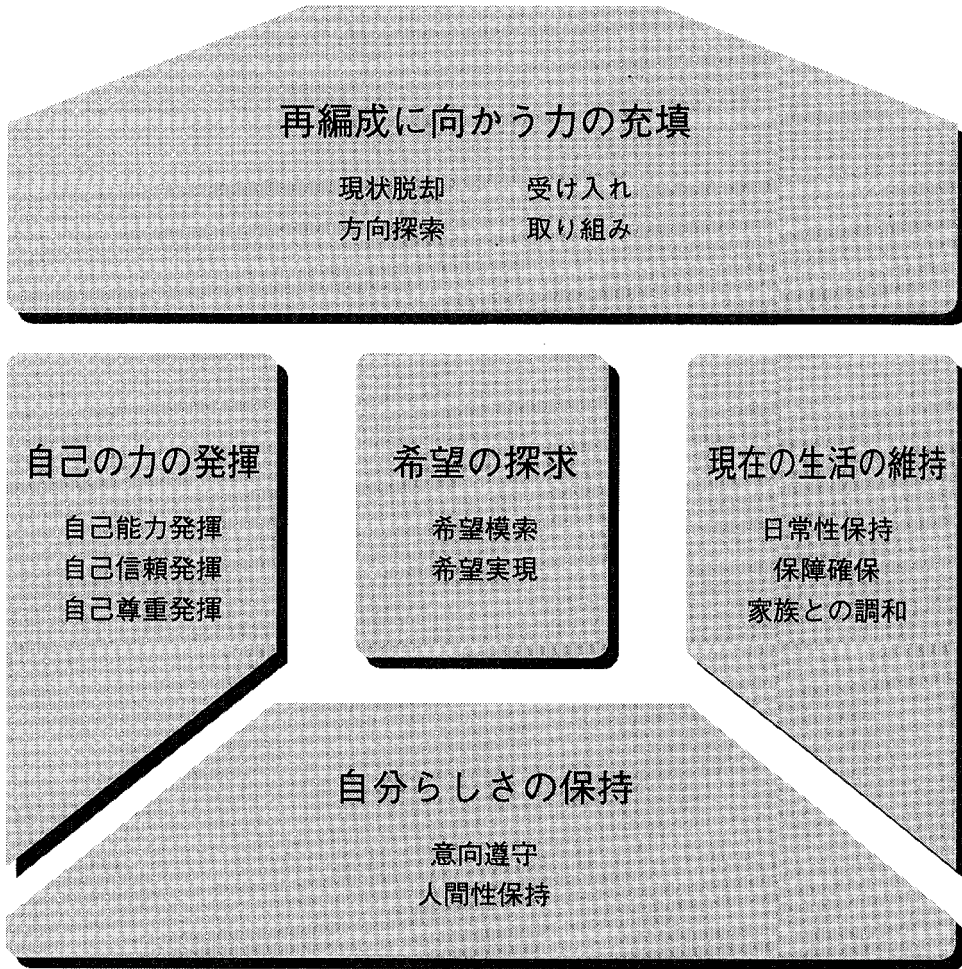 再編成に向かう力の充填
現状脱却 受け入れ
方向探索 取り組み
自己の力の発揮
自己能力発揮
自己信頼発揮
自己尊重発揮
希望の探求
希望模索
希望実現
現在の生活の維持
日常性保持
保障確保
家族との調和
自分らしさの保持
意向遵守
人間性保持